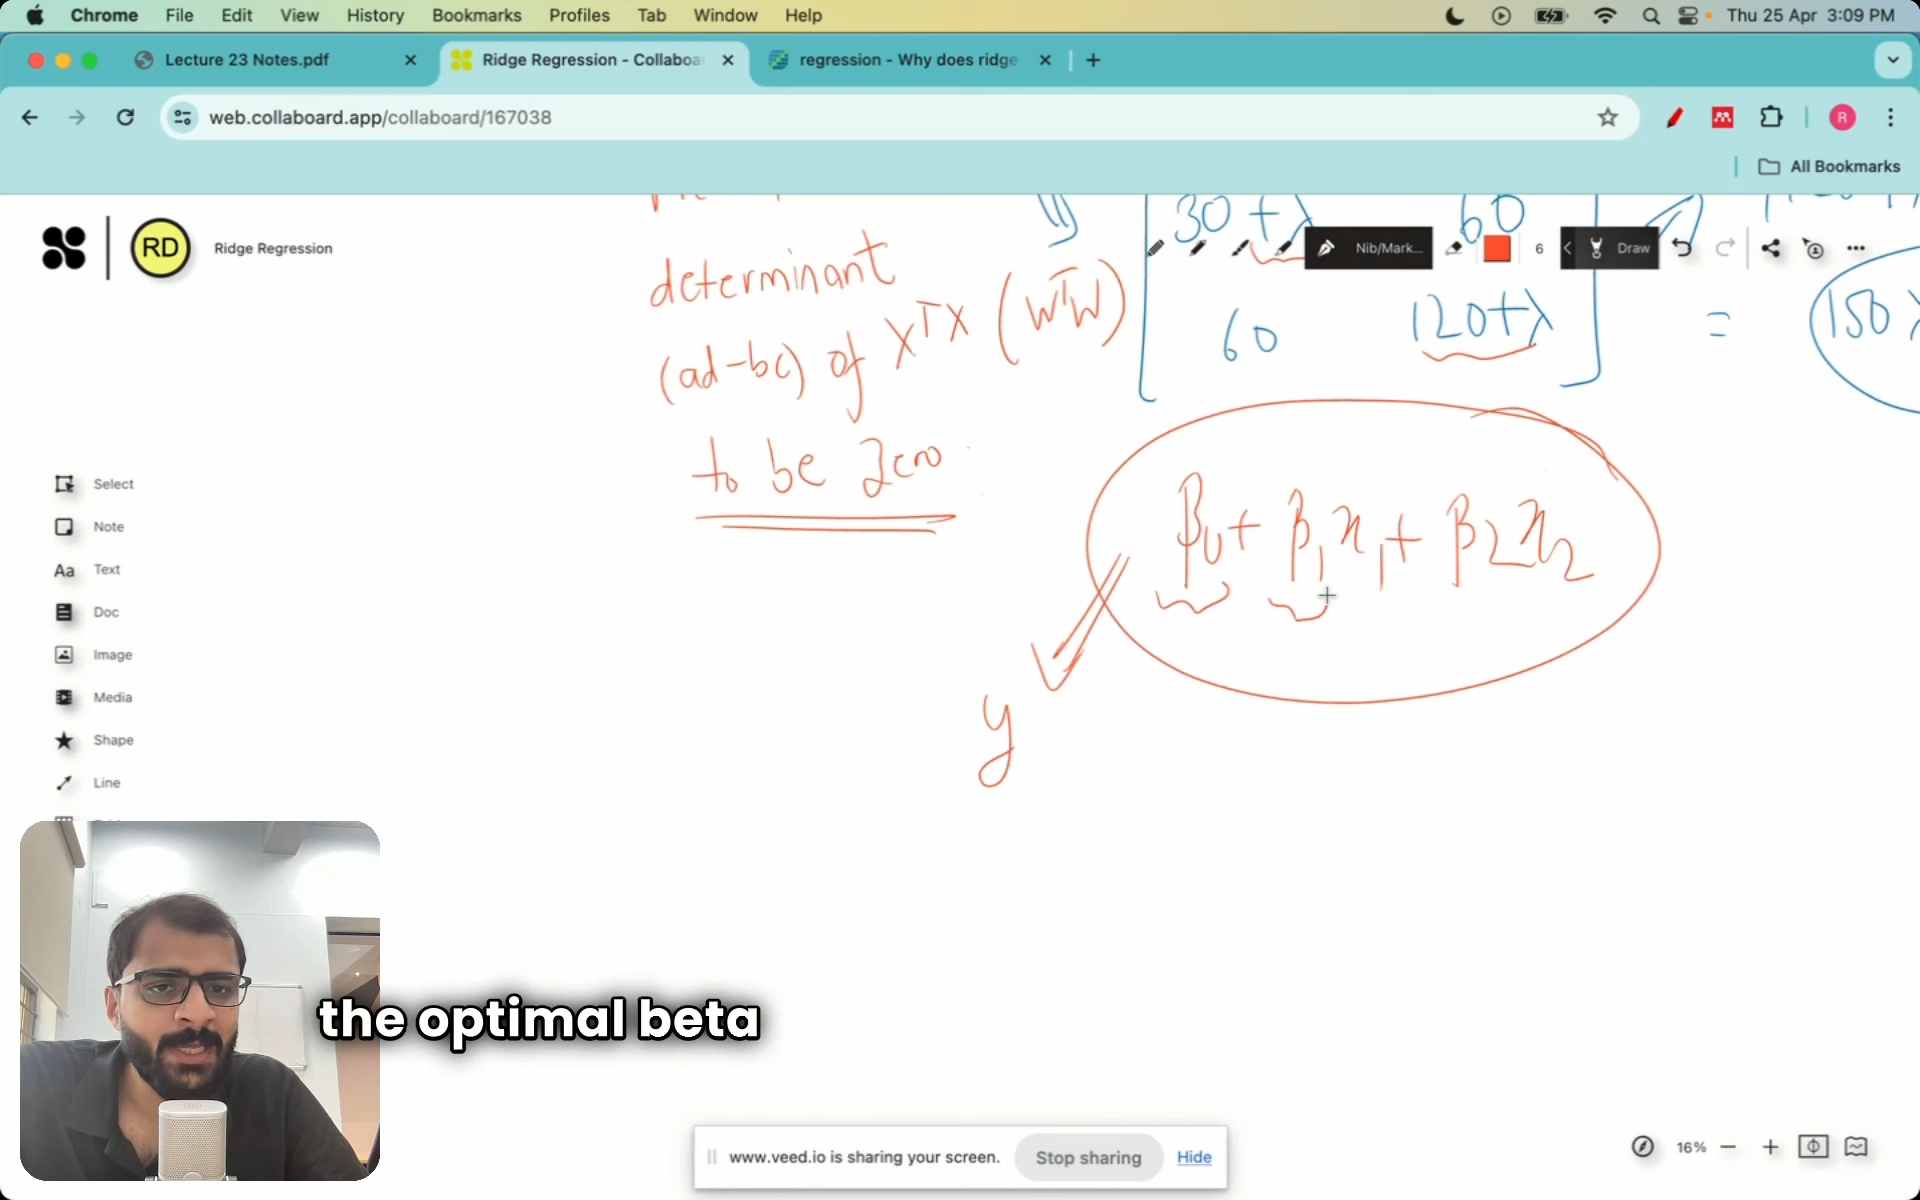 Chrome File Edit View History Bookmarks Profiles Tab Window Help
Thu 25 Apr 3:09 PM
Lecture 23 Notes.pdf
Ridge Regression - Collaboa
regression - Why does ridge
web.collaboard.app/collaboard/167038
R
All Bookmarks
RD
Ridge Regression
Nib/Mark...
6
Draw
30 + λ 60
60 120+λ
= 150 λ
determinant
(ad-bc) of XᵀX (WᵀW)
to be zero
β0 + β1x1 + β2x2
y
Select
Note
Aa Text
Doc
Image
Media
Shape
Line
the optimal beta
www.veed.io is sharing your screen.
Stop sharing
Hide
16%